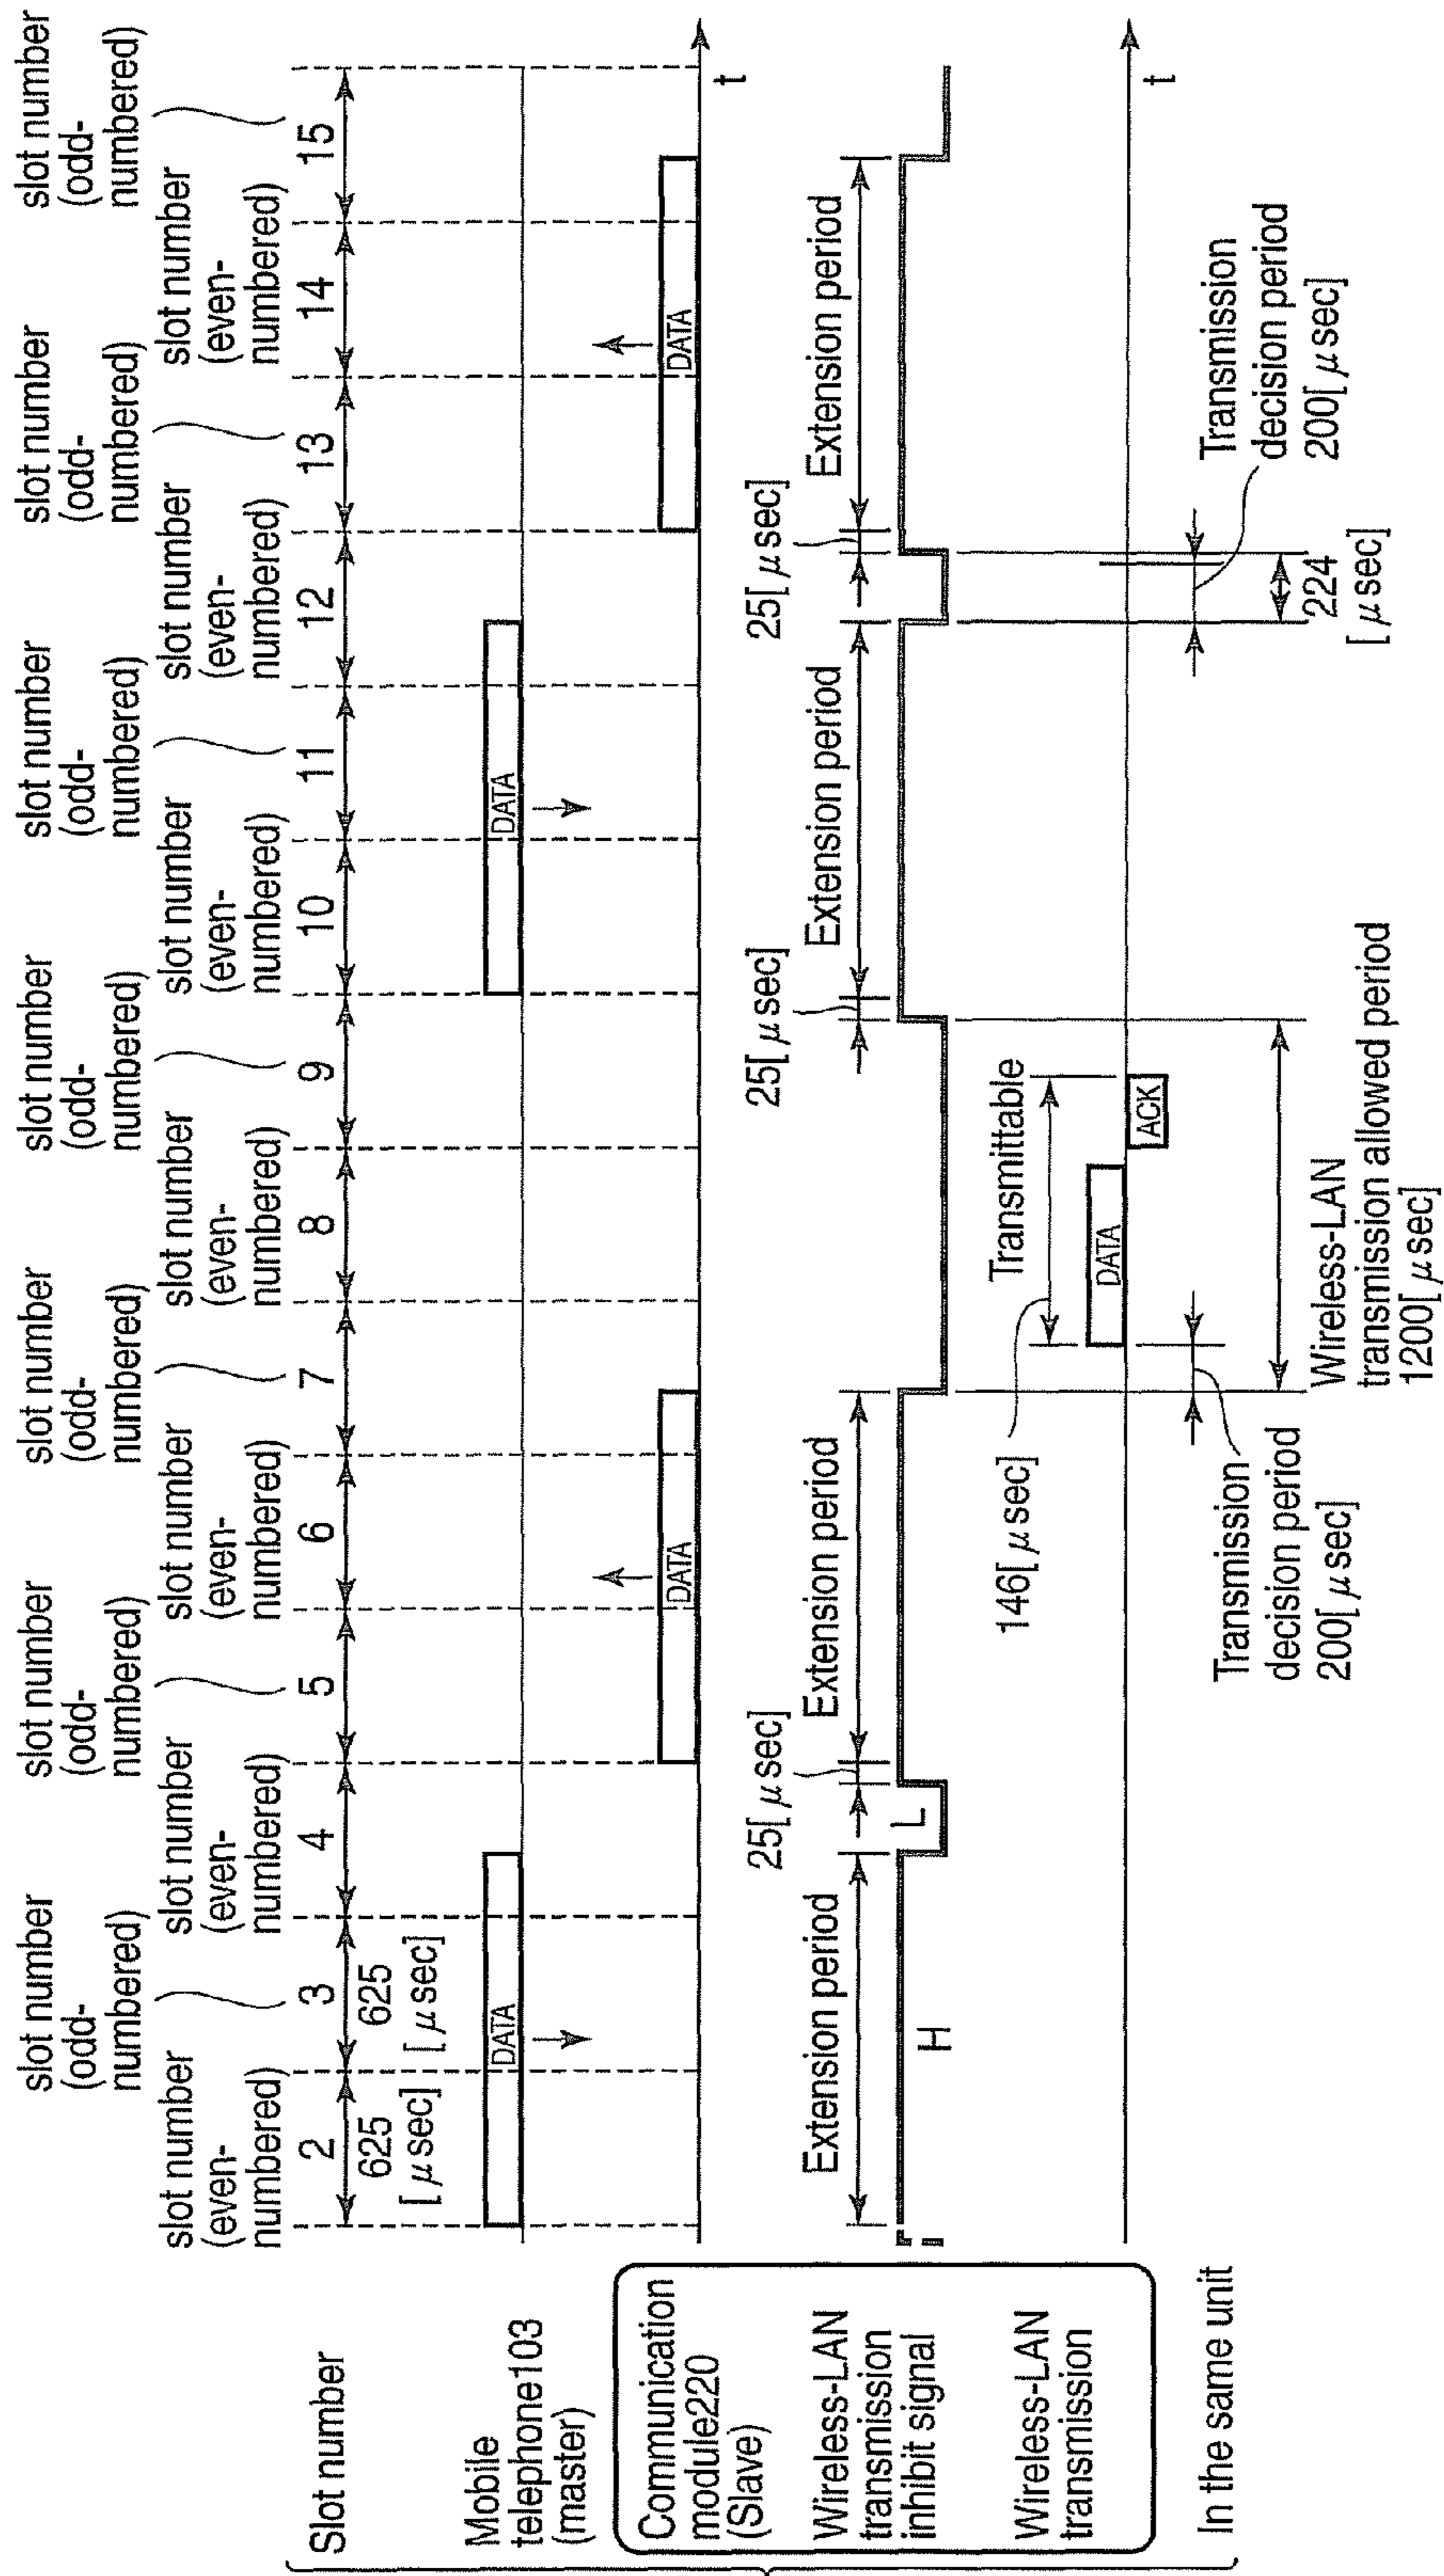 slot number
(odd-
numbered)
slot number
(odd-
numbered)
slot number
(odd-
numbered)
slot number
(odd-
numbered)
slot number
(odd-
numbered)
slot number
(odd-
numbered)
slot number
(odd-
numbered)
slot number
(even-
numbered)
slot number
(even-
numbered)
slot number
(even-
numbered)
slot number
(even-
numbered)
slot number
(even-
numbered)
slot number
(even-
numbered)
slot number
(even-
numbered)
Slot number
2
3
4
5
6
7
8
9
10
11
12
13
14
15
625
[μsec]
625
[μsec]
Mobile
telephone103
(master)
DATA
DATA
Communication
module220
(Slave)
DATA
DATA
t
25[μsec]
25[μsec]
25[μsec]
Extension period
Extension period
Extension period
Extension period
Wireless-LAN
transmission
inhibit signal
H
L
146[μsec]
Transmittable
Wireless-LAN
transmission
DATA
ACK
t
In the same unit
Transmission
decision period
200[μsec]
Transmission
decision period
200[μsec]
Wireless-LAN
transmission allowed period
1200[μsec]
224
[μsec]